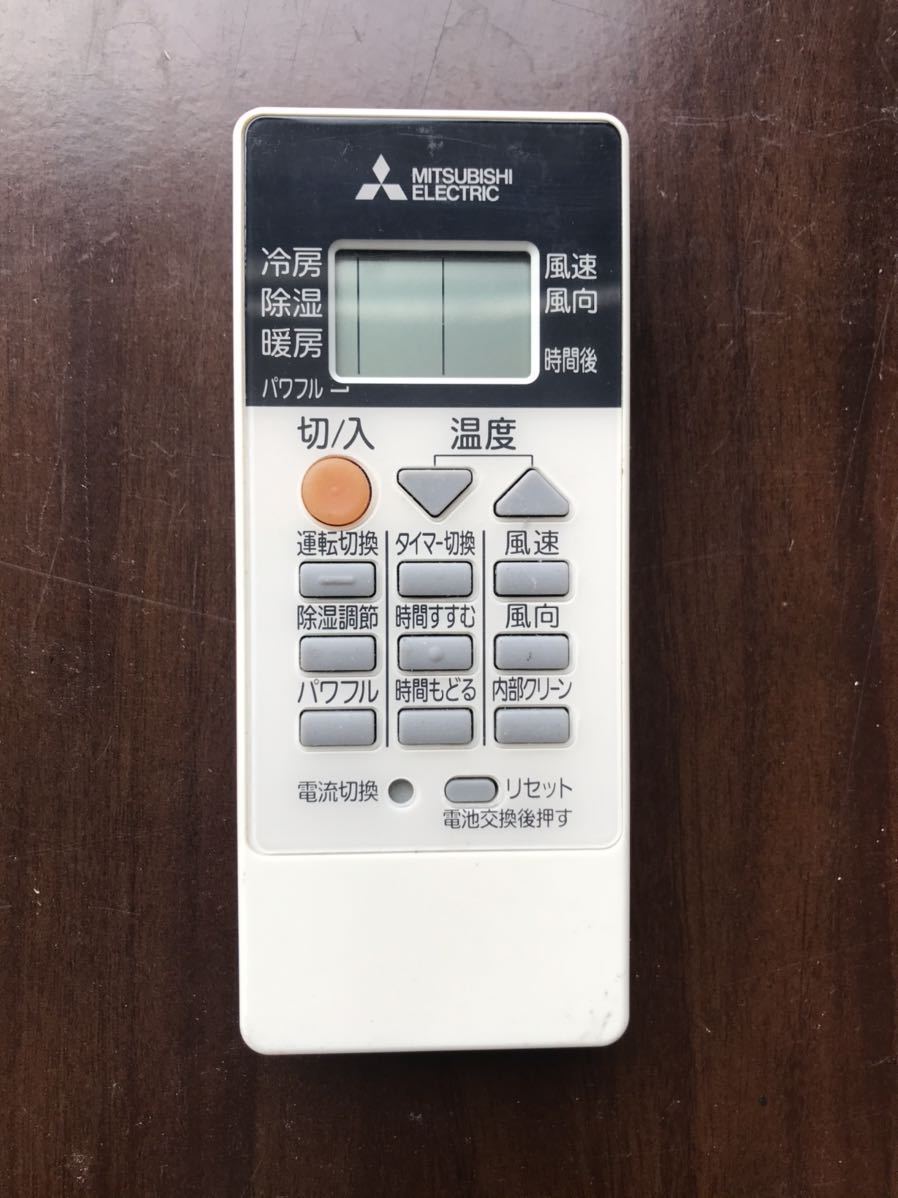 MITSUBISHI
ELECTRIC
冷房
除湿
暖房
パワフル
風速
風向
時間後
切/入 温度
運転切換 タイマー切換 風速
除湿調節 時間すすむ 風向
パワフル 時間もどる 内部クリーン
電流切換 リセット
電池交換後押す